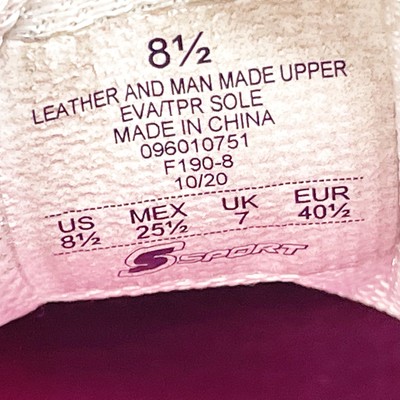 8½
LEATHER AND MAN MADE UPPER
EVA/TPR SOLE
MADE IN CHINA
096010751
F190-8
10/20
US MEX UK EUR
8½ 25½ 7 40½
S SPORT